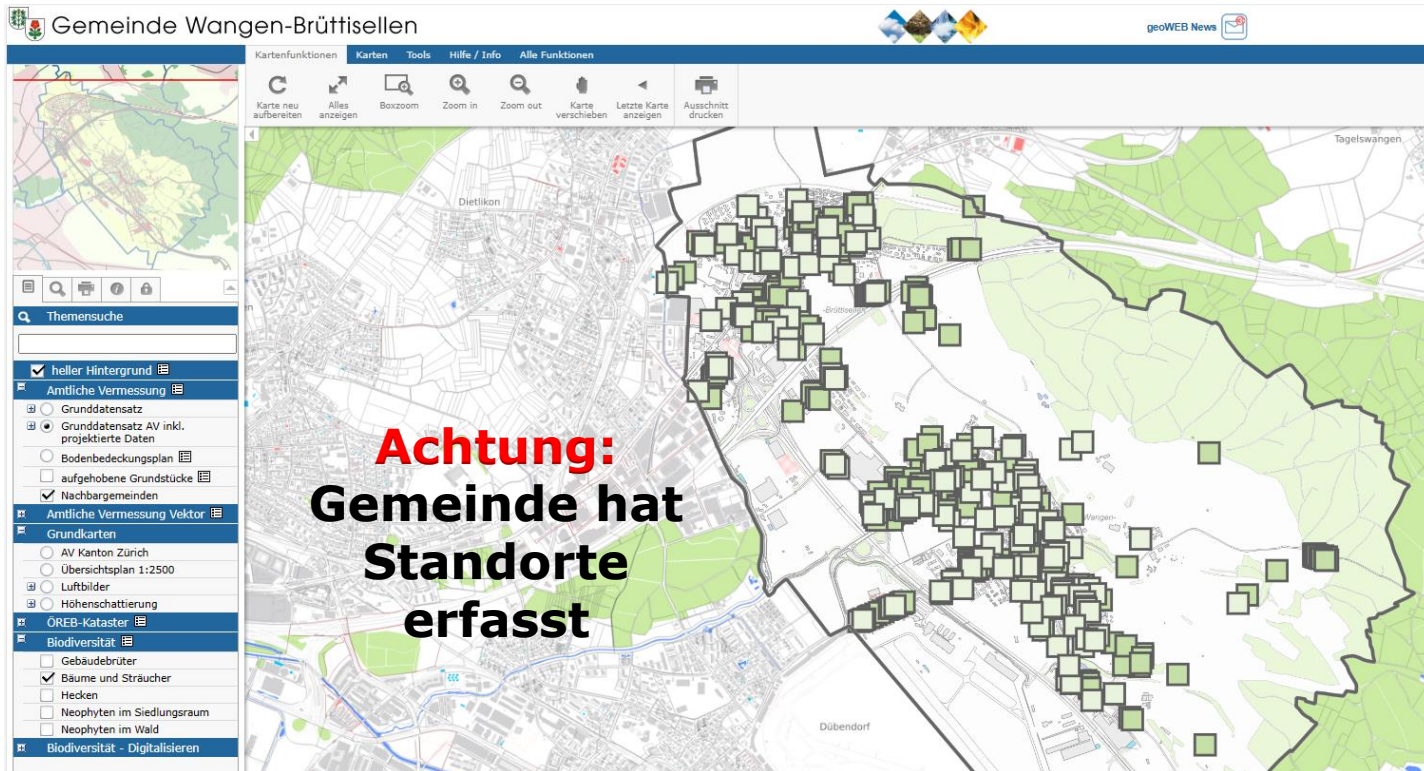 Gemeinde Wangen-Brüttisellen
geoWEB News
Kartenfunktionen Karten Tools Hilfe / Info Alle Funktionen
Karte neu aufbereiten
Alles anzeigen
Boxzoom
Zoom in
Zoom out
Karte verschieben
Letzte Karte anzeigen
Ausschnitt drucken
Themensuche
heller Hintergrund
Amtliche Vermessung
Grunddatensatz
Grunddatensatz AV inkl.
projektierte Daten
Bodenbedeckungsplan
aufgehobene Grundstücke
Nachbargemeinden
Amtliche Vermessung Vektor
Grundkarten
AV Kanton Zürich
Übersichtsplan 1:2500
Luftbilder
Höhenschattierung
ÖREB-Kataster
Biodiversität
Gebäudebrüter
Bäume und Sträucher
Hecken
Neophyten im Siedlungsraum
Neophyten im Wald
Biodiversität - Digitalisieren
Tagelswangen
Dietlikon
-Brüttisellen
Achtung:
Gemeinde hat
Standorte
erfasst
Wangen-
Dübendorf